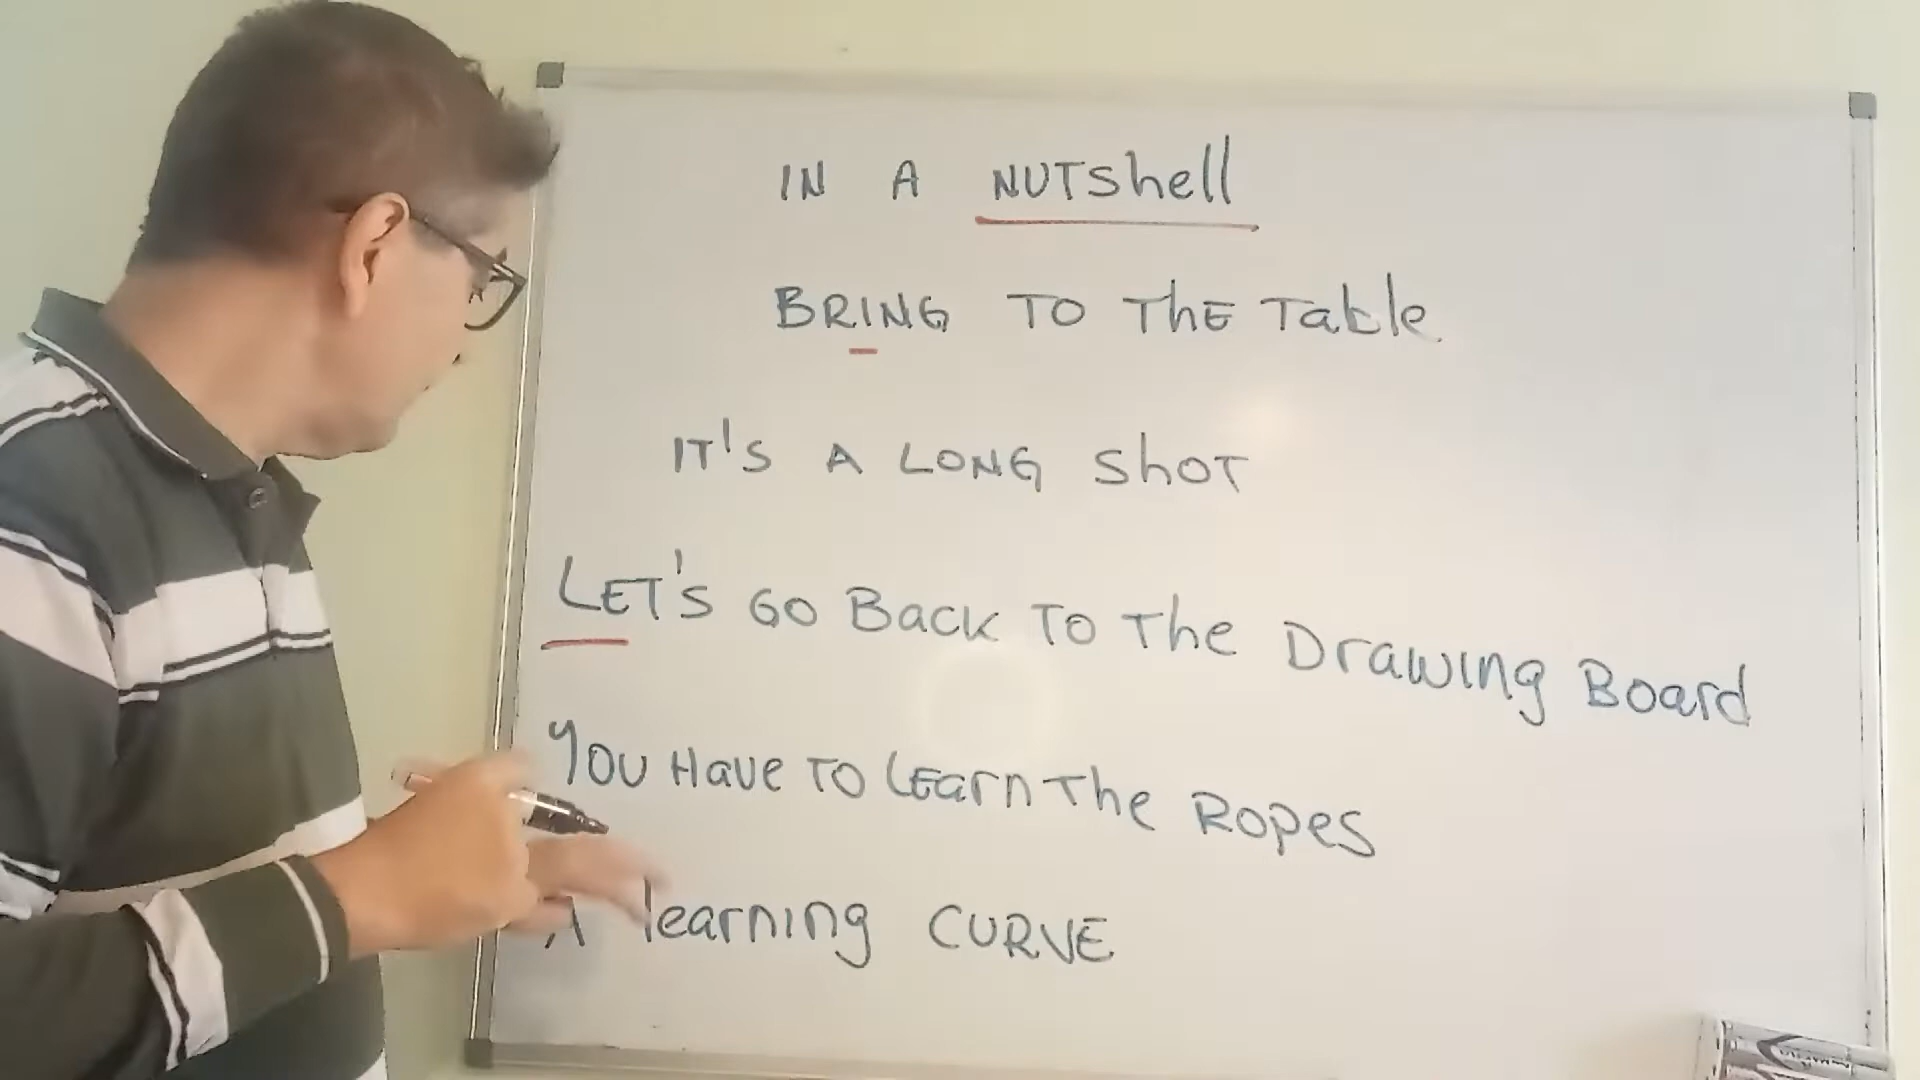 IN A NUTShell
BRING TO ThE Table
IT'S A LONG ShOT
LET'S GO Back TO The Drawing Board
YOU Have TO LEarn The Ropes
A learning CURVE